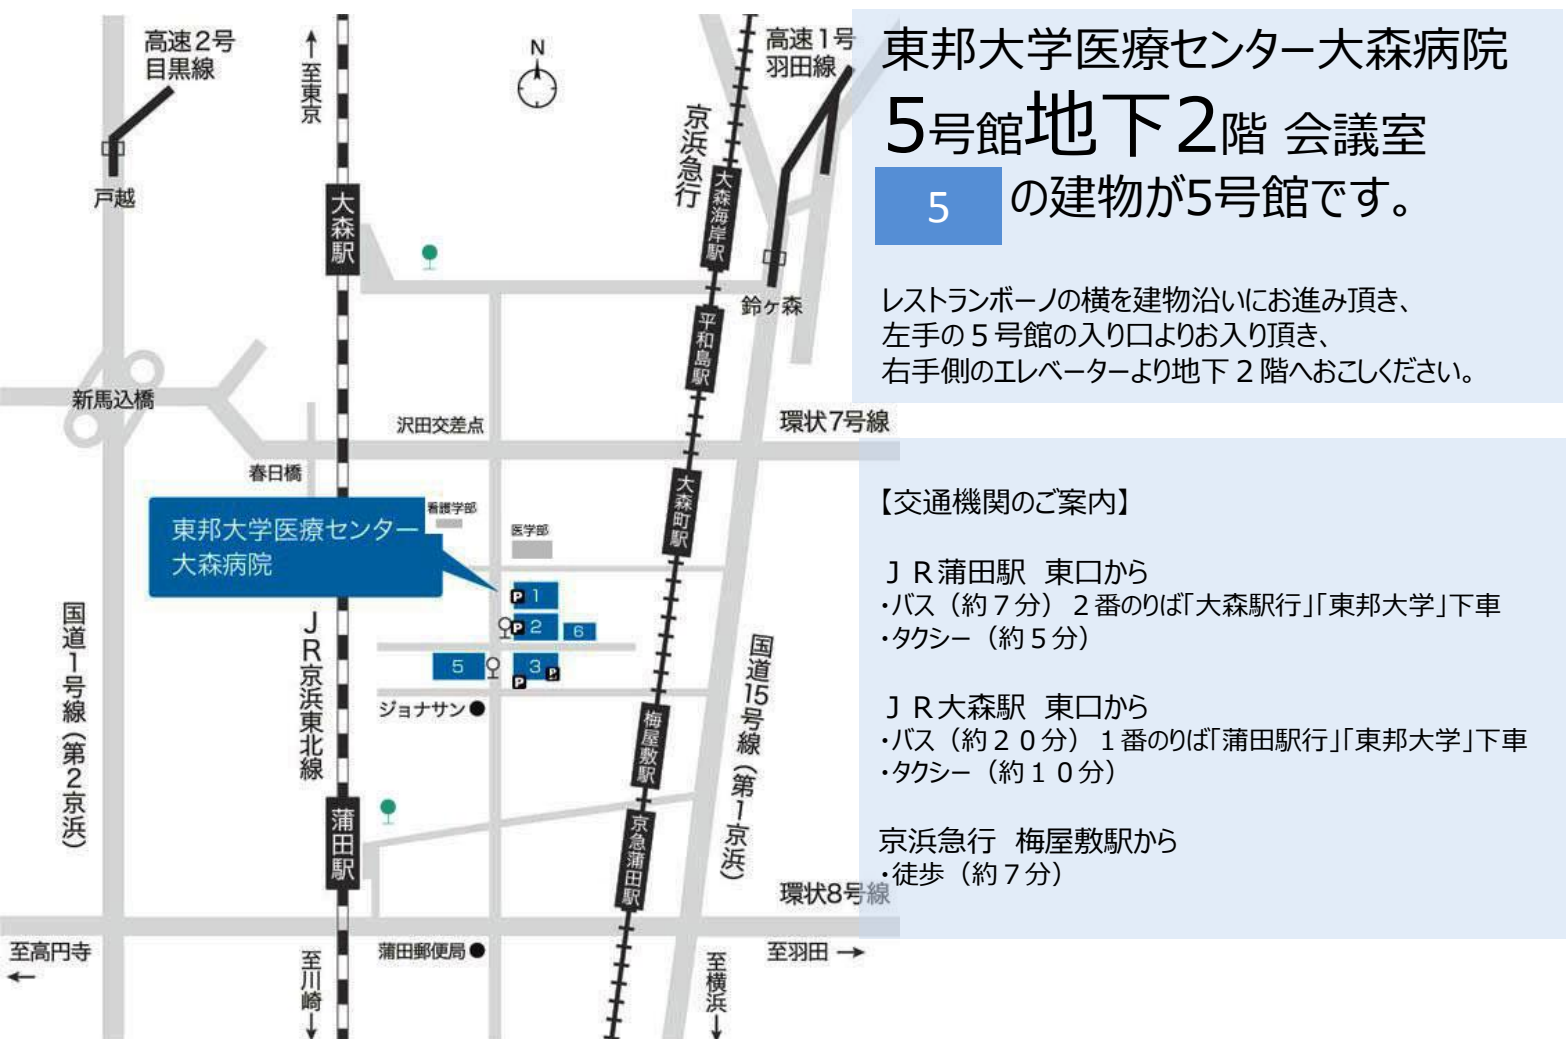 高速2号
目黒線
↑至東京
N
高速1号
羽田線
京浜急行
戸越
大森駅
大森海岸駅
鈴ヶ森
平和島駅
新馬込橋
沢田交差点
環状7号線
春日橋
大森町駅
看護学部
医学部
東邦大学医療センター
大森病院
P 1
P 2
6
5
3 P
P
国道1号線(第2京浜)
JR京浜東北線
国道15号線(第1京浜)
ジョナサン●
梅屋敷駅
蒲田駅
京急蒲田駅
環状8号線
至高円寺
←
至川崎↓
蒲田郵便局●
至横浜↓
至羽田→
東邦大学医療センター大森病院
5号館地下2階 会議室
5 の建物が5号館です。
レストランボーノの横を建物沿いにお進み頂き、
左手の5号館の入り口よりお入り頂き、
右手側のエレベーターより地下2階へおこしください。
【交通機関のご案内】
JR蒲田駅 東口から
・バス(約7分)2番のりば「大森駅行」「東邦大学」下車
・タクシー(約5分)
JR大森駅 東口から
・バス(約20分)1番のりば「蒲田駅行」「東邦大学」下車
・タクシー(約10分)
京浜急行 梅屋敷駅から
・徒歩(約7分)